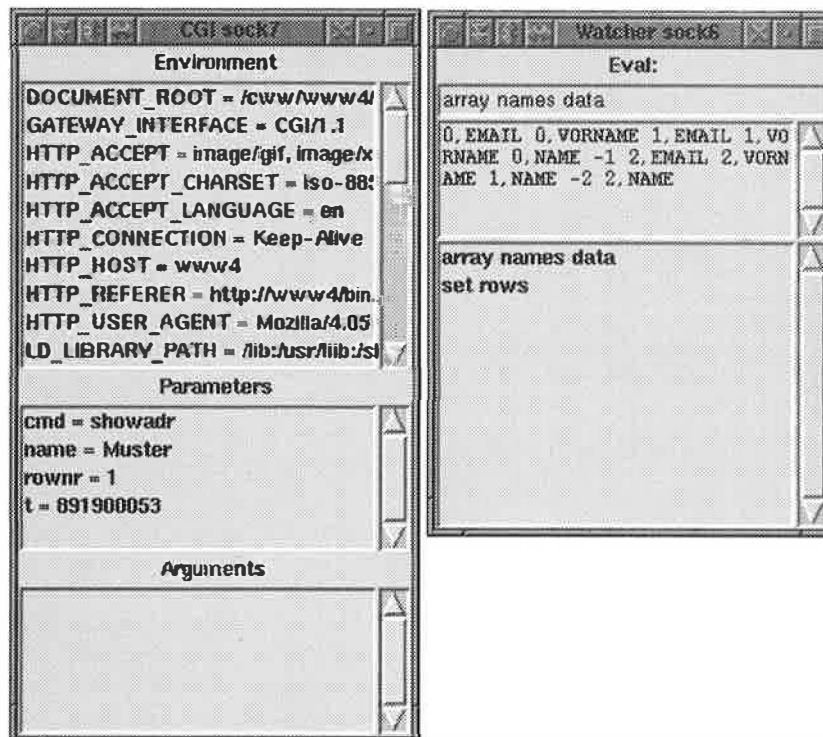 CGI sock7
Environment
DOCUMENT_ROOT = /cww/www4/
GATEWAY_INTERFACE = CGI/1.1
HTTP_ACCEPT = image/gif, image/x
HTTP_ACCEPT_CHARSET = iso-885
HTTP_ACCEPT_LANGUAGE = en
HTTP_CONNECTION = Keep-Alive
HTTP_HOST = www4
HTTP_REFERER = http://www4/bin.
HTTP_USER_AGENT = Mozilla/4.05
LD_LIBRARY_PATH = /lib:/usr/lib:/sl
Parameters
cmd = showadr
name = Muster
rownr = 1
t = 891900053
Arguments
Watcher sock6
Eval:
array names data
0,EMAIL 0,VORNAME 1,EMAIL 1,VO
RNAME 0,NAME -1 2,EMAIL 2,VORN
AME 1,NAME -2 2,NAME
array names data
set rows